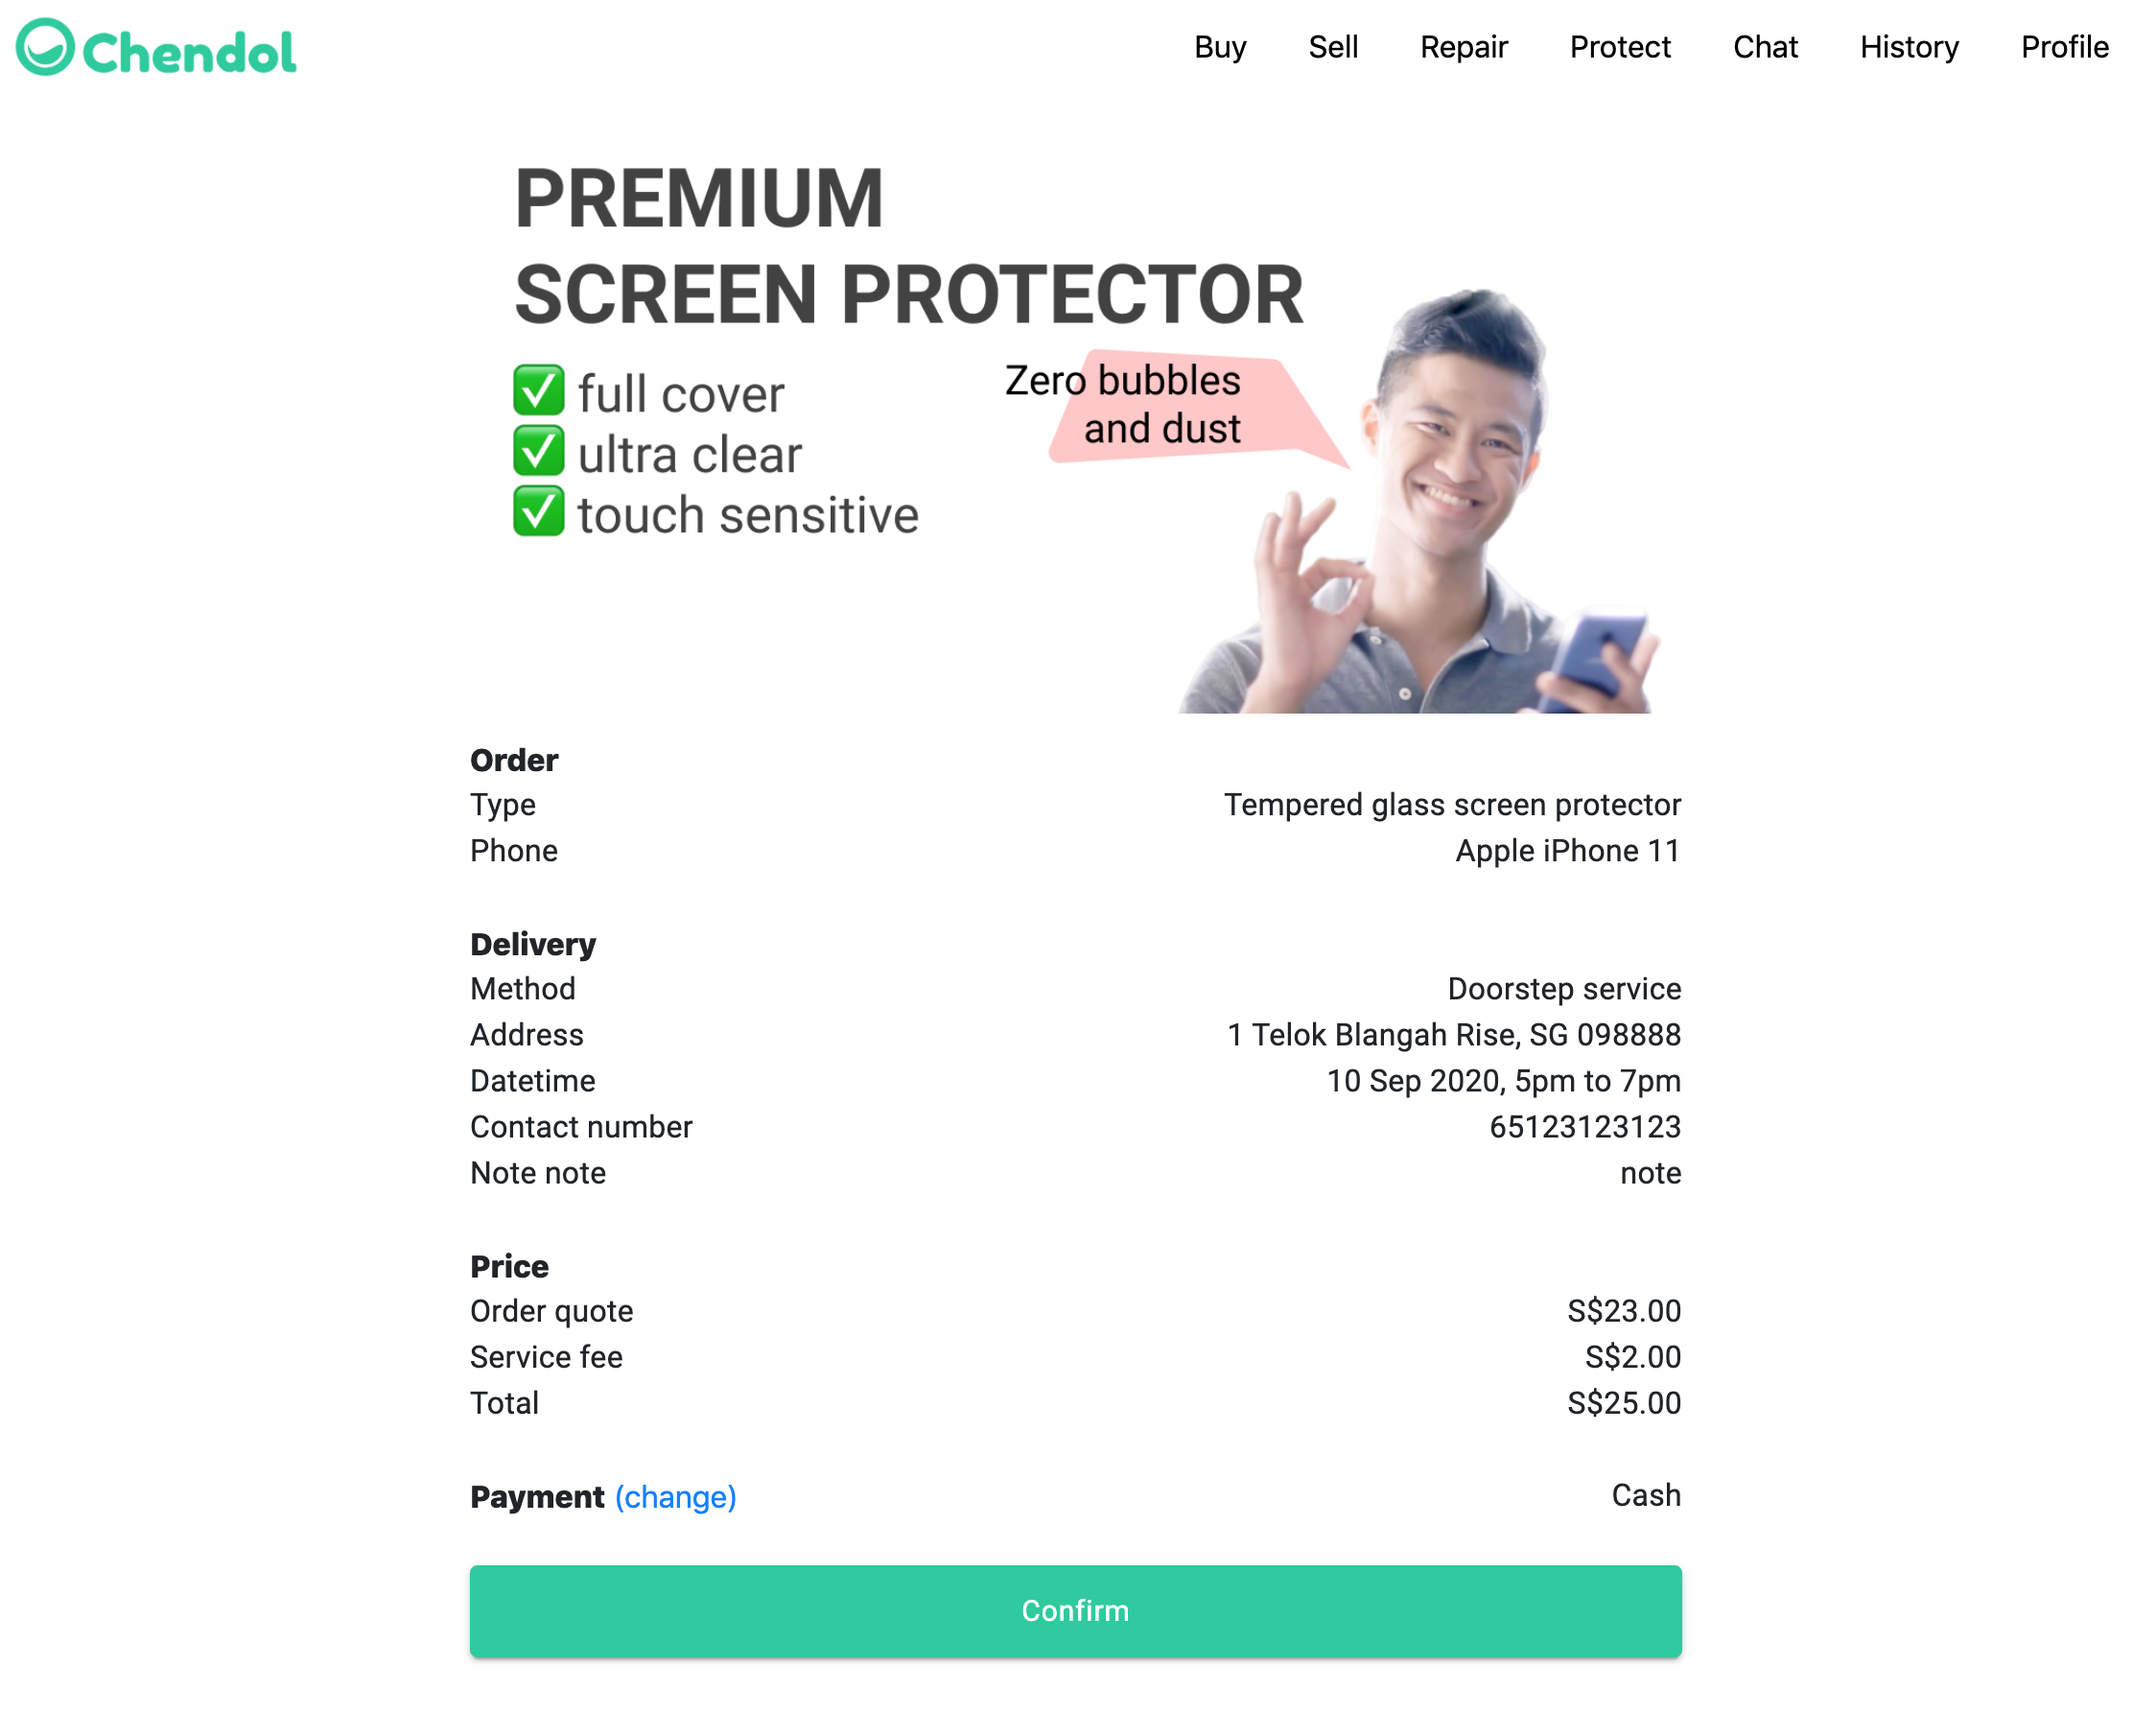 Chendol
Buy Sell Repair Protect Chat History Profile
PREMIUM
SCREEN PROTECTOR
✅ full cover
✅ ultra clear
✅ touch sensitive
Zero bubbles
and dust
Order
Type Tempered glass screen protector
Phone Apple iPhone 11
Delivery
Method Doorstep service
Address 1 Telok Blangah Rise, SG 098888
Datetime 10 Sep 2020, 5pm to 7pm
Contact number 65123123123
Note note note
Price
Order quote S$23.00
Service fee S$2.00
Total S$25.00
Payment (change) Cash
Confirm